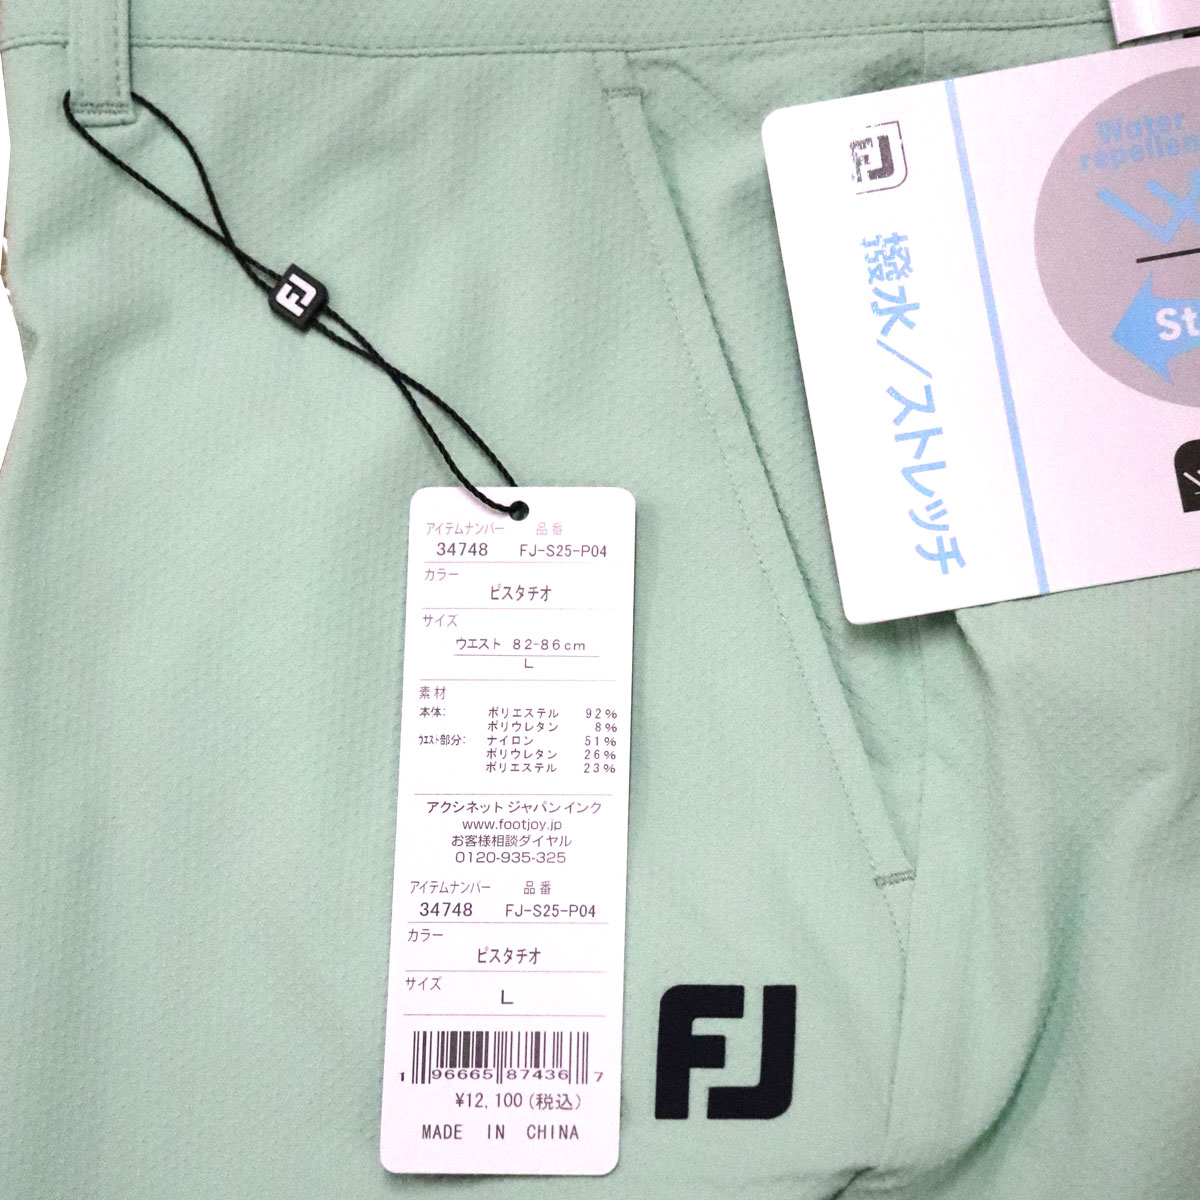 FJ
アイテムナンバー 品番
34748 FJ-S25-P04
カラー
ピスタチオ
サイズ
ウエスト 82-86cm
L
素材
本体: ポリエステル 92%
ポリウレタン 8%
ウエスト部分: ナイロン 51%
ポリウレタン 26%
ポリエステル 23%
アクシネット ジャパン インク
www.footjoy.jp
お客様相談ダイヤル
0120-935-325
アイテムナンバー 品番
34748 FJ-S25-P04
カラー
ピスタチオ
サイズ
L
1 96665 87436 7
¥12,100(税込)
MADE IN CHINA
FJ
FJ
撥水/ストレッチ
Water